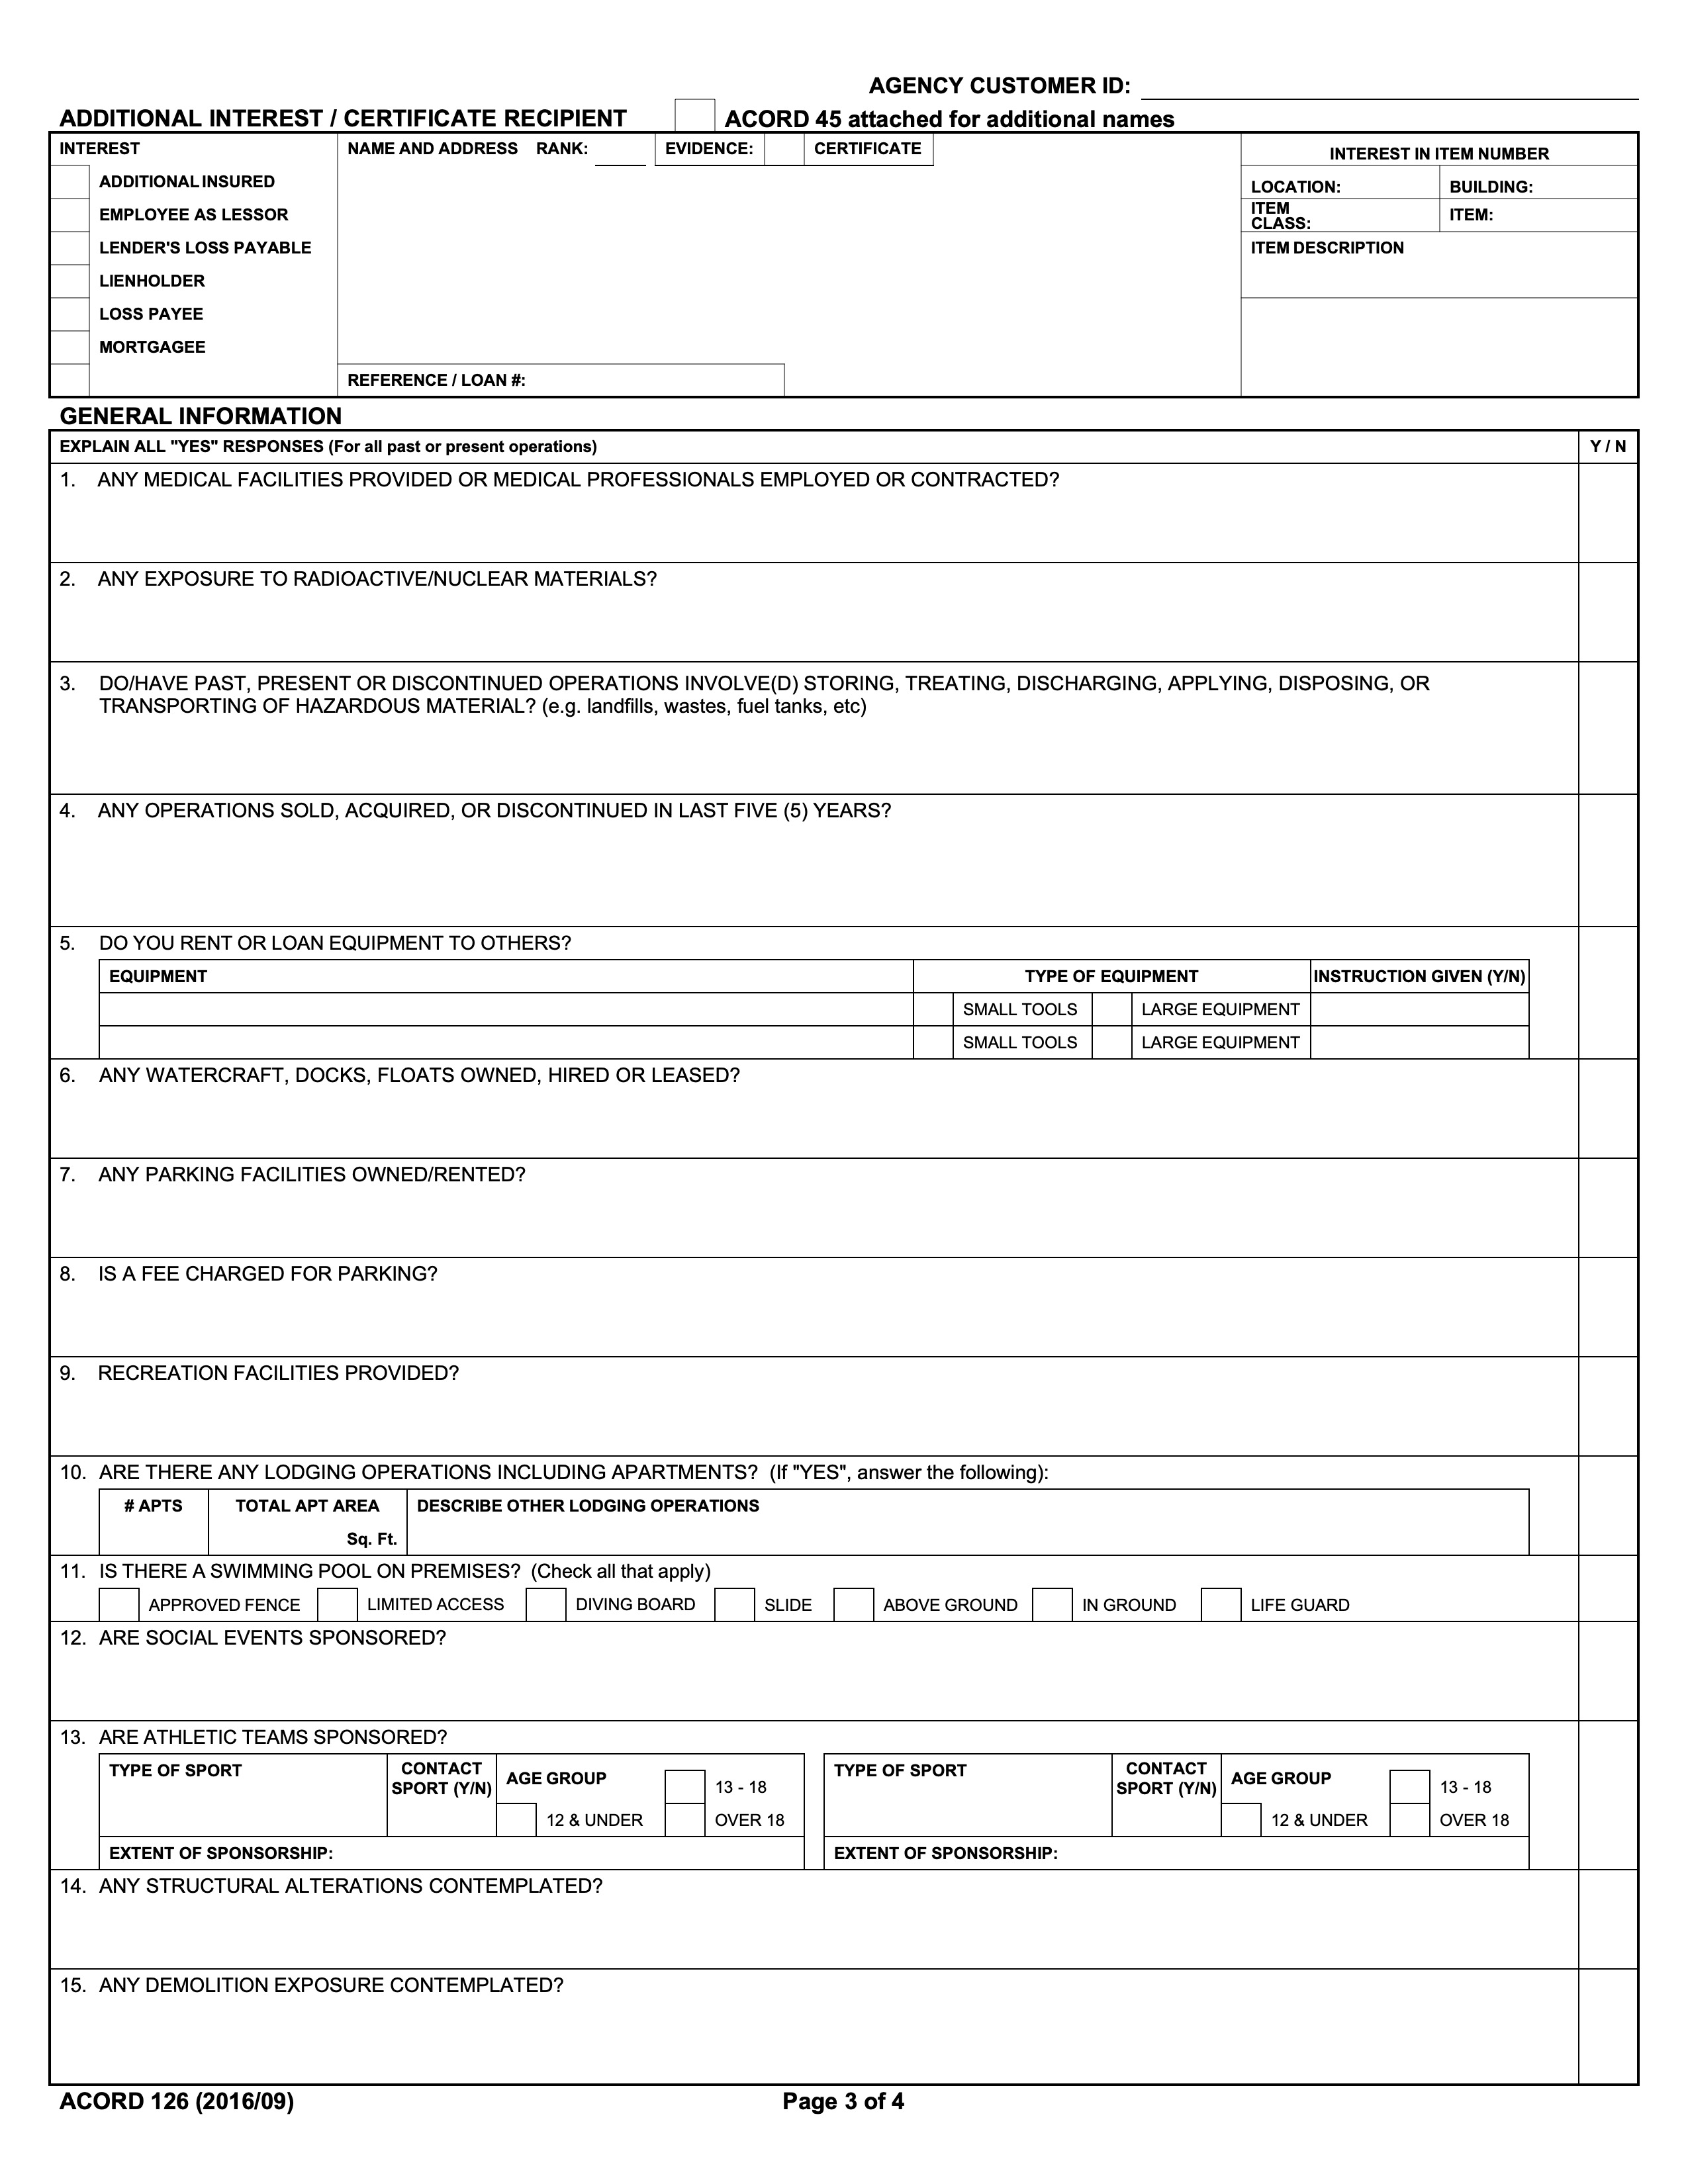 AGENCY CUSTOMER ID:
ADDITIONAL INTEREST / CERTIFICATE RECIPIENT ACORD 45 attached for additional names
INTEREST
ADDITIONAL INSURED
EMPLOYEE AS LESSOR
LENDER'S LOSS PAYABLE
LIENHOLDER
LOSS PAYEE
MORTGAGEE
NAME AND ADDRESS RANK: EVIDENCE: CERTIFICATE
REFERENCE / LOAN #:
INTEREST IN ITEM NUMBER
LOCATION: BUILDING:
ITEM
CLASS: ITEM:
ITEM DESCRIPTION
GENERAL INFORMATION
EXPLAIN ALL "YES" RESPONSES (For all past or present operations) Y / N
1. ANY MEDICAL FACILITIES PROVIDED OR MEDICAL PROFESSIONALS EMPLOYED OR CONTRACTED?
2. ANY EXPOSURE TO RADIOACTIVE/NUCLEAR MATERIALS?
3. DO/HAVE PAST, PRESENT OR DISCONTINUED OPERATIONS INVOLVE(D) STORING, TREATING, DISCHARGING, APPLYING, DISPOSING, OR
TRANSPORTING OF HAZARDOUS MATERIAL? (e.g. landfills, wastes, fuel tanks, etc)
4. ANY OPERATIONS SOLD, ACQUIRED, OR DISCONTINUED IN LAST FIVE (5) YEARS?
5. DO YOU RENT OR LOAN EQUIPMENT TO OTHERS?
EQUIPMENT TYPE OF EQUIPMENT INSTRUCTION GIVEN (Y/N)
SMALL TOOLS LARGE EQUIPMENT
SMALL TOOLS LARGE EQUIPMENT
6. ANY WATERCRAFT, DOCKS, FLOATS OWNED, HIRED OR LEASED?
7. ANY PARKING FACILITIES OWNED/RENTED?
8. IS A FEE CHARGED FOR PARKING?
9. RECREATION FACILITIES PROVIDED?
10. ARE THERE ANY LODGING OPERATIONS INCLUDING APARTMENTS? (If "YES", answer the following):
# APTS TOTAL APT AREA DESCRIBE OTHER LODGING OPERATIONS
Sq. Ft.
11. IS THERE A SWIMMING POOL ON PREMISES? (Check all that apply)
APPROVED FENCE LIMITED ACCESS DIVING BOARD SLIDE ABOVE GROUND IN GROUND LIFE GUARD
12. ARE SOCIAL EVENTS SPONSORED?
13. ARE ATHLETIC TEAMS SPONSORED?
TYPE OF SPORT CONTACT
SPORT (Y/N) AGE GROUP 13 - 18
12 & UNDER OVER 18
EXTENT OF SPONSORSHIP:
TYPE OF SPORT CONTACT
SPORT (Y/N) AGE GROUP 13 - 18
12 & UNDER OVER 18
EXTENT OF SPONSORSHIP:
14. ANY STRUCTURAL ALTERATIONS CONTEMPLATED?
15. ANY DEMOLITION EXPOSURE CONTEMPLATED?
ACORD 126 (2016/09) Page 3 of 4